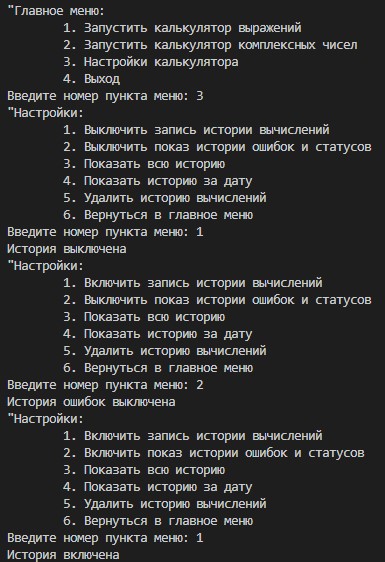 "Главное меню:
1. Запустить калькулятор выражений
2. Запустить калькулятор комплексных чисел
3. Настройки калькулятора
4. Выход
Введите номер пункта меню: 3
"Настройки:
1. Выключить запись истории вычислений
2. Выключить показ истории ошибок и статусов
3. Показать всю историю
4. Показать историю за дату
5. Удалить историю вычислений
6. Вернуться в главное меню
Введите номер пункта меню: 1
История выключена
"Настройки:
1. Включить запись истории вычислений
2. Выключить показ истории ошибок и статусов
3. Показать всю историю
4. Показать историю за дату
5. Удалить историю вычислений
6. Вернуться в главное меню
Введите номер пункта меню: 2
История ошибок выключена
"Настройки:
1. Включить запись истории вычислений
2. Включить показ истории ошибок и статусов
3. Показать всю историю
4. Показать историю за дату
5. Удалить историю вычислений
6. Вернуться в главное меню
Введите номер пункта меню: 1
История включена